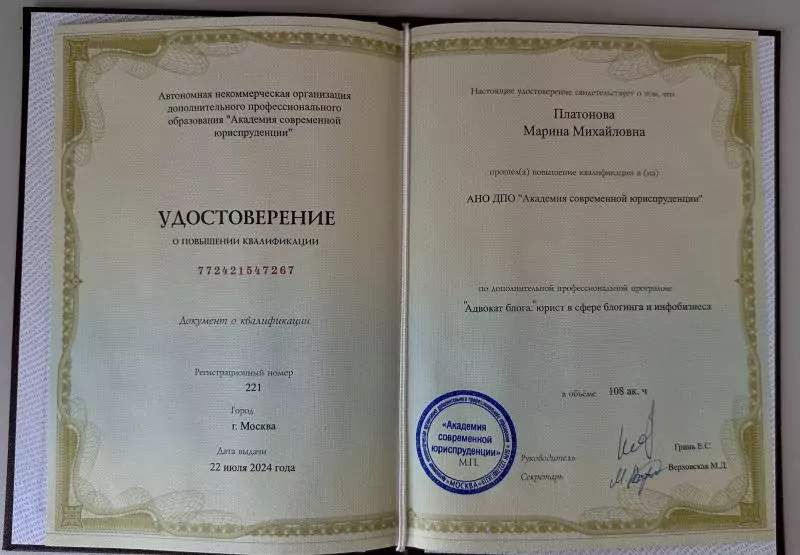 Автономная некоммерческая организация
дополнительного профессионального
образования "Академия современной
юриспруденции"
УДОСТОВЕРЕНИЕ
О ПОВЫШЕНИИ КВАЛИФИКАЦИИ
772421547267
Документ о квалификации
Регистрационный номер
221
Город
г. Москва
Дата выдачи
22 июля 2024 года
Настоящее удостоверение свидетельствует о том, что
Платонова
Марина Михайловна
прошел(а) повышение квалификации в (на)
АНО ДПО "Академия современной юриспруденции"
по дополнительной профессиональной программе
"Адвокат блога: юрист в сфере блогинга и инфобизнеса
в объёме 108 ак. ч
«Академия
современной
юриспруденции»
М.П.
*МОСКВА*
Руководитель
Грань Е.С.
Секретарь
Верховская М.Д.